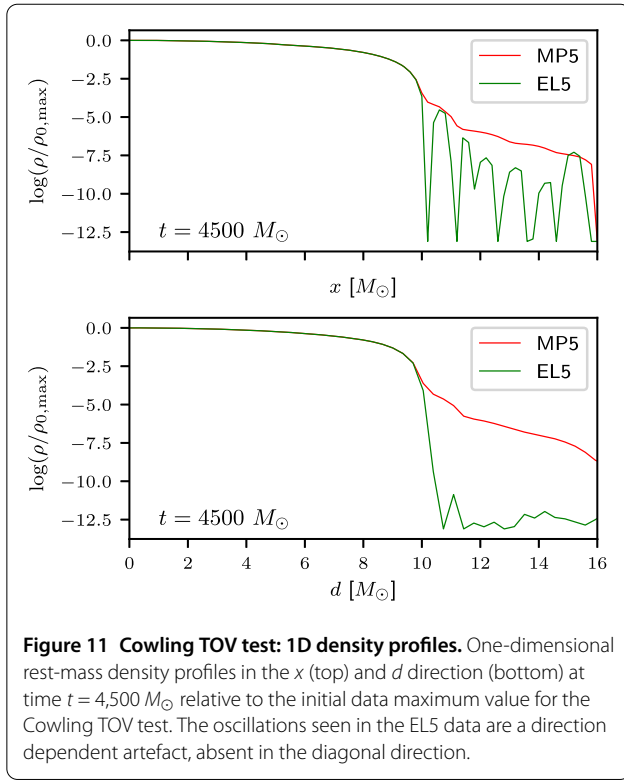 0.0
−2.5
−5.0
−7.5
−10.0
−12.5
log(ρ/ρ0,max)
MP5
EL5
t = 4500 M⊙
x [M⊙]
0.0
−2.5
−5.0
−7.5
−10.0
−12.5
log(ρ/ρ0,max)
MP5
EL5
t = 4500 M⊙
0 2 4 6 8 10 12 14 16
d [M⊙]
Figure 11 Cowling TOV test: 1D density profiles. One-dimensional
rest-mass density profiles in the x (top) and d direction (bottom) at
time t = 4,500 M⊙ relative to the initial data maximum value for the
Cowling TOV test. The oscillations seen in the EL5 data are a direction
dependent artefact, absent in the diagonal direction.